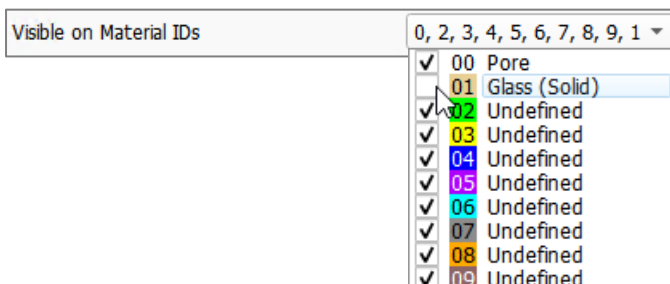 Visible on Material IDs 0, 2, 3, 4, 5, 6, 7, 8, 9, 1
00 Pore
01 Glass (Solid)
02 Undefined
03 Undefined
04 Undefined
05 Undefined
06 Undefined
07 Undefined
08 Undefined
09 Undefined